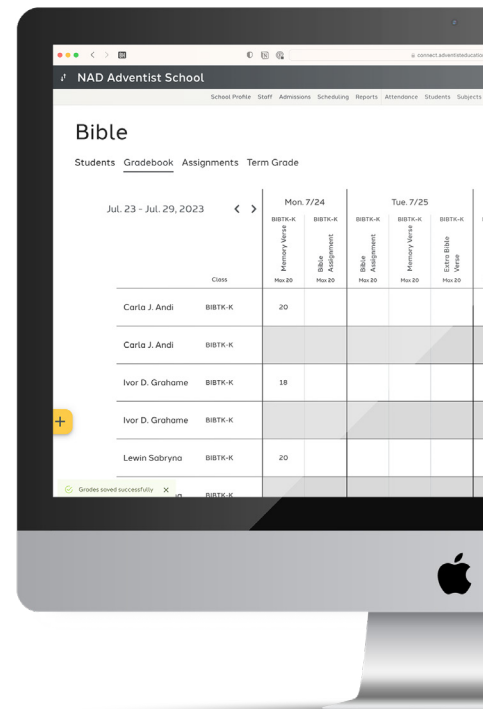 connect.adventisteducation
NAD Adventist School
School Profile Staff Admissions Scheduling Reports Attendance Students Subjects
Bible
Students Gradebook Assignments Term Grade
Jul. 23 - Jul. 29, 2023 < >
Mon. 7/24 Tue. 7/25
BIBTK-K BIBTK-K BIBTK-K BIBTK-K BIBTK-K
Memory Verse Bible Assignment Bible Assignment Memory Verse Extra Bible Verse
Class Max 20 Max 20 Max 20 Max 20 Max 20
Carla J. Andi BIBTK-K 20
Carla J. Andi BIBTK-K
Ivor D. Grahame BIBTK-K 18
Ivor D. Grahame BIBTK-K
+
Lewin Sabryna BIBTK-K 20
Grades saved successfully X
na BIBTK-K